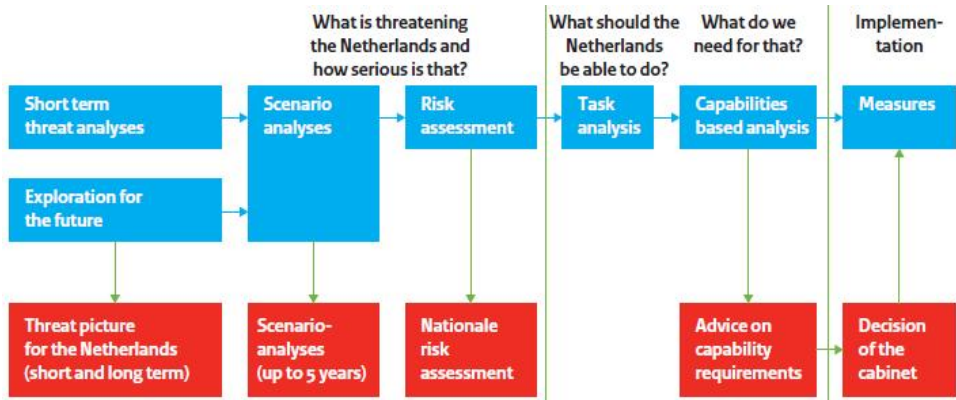 What is threatening
the Netherlands and
how serious is that?
What should the
Netherlands
be able to do?
What do we
need for that?
Implemen-
tation
Short term
threat analyses
Scenario
analyses
Risk
assessment
Task
analysis
Capabilities
based analysis
Measures
Exploration for
the future
Threat picture
for the Netherlands
(short and long term)
Scenario-
analyses
(up to 5 years)
Nationale
risk
assessment
Advice on
capability
requirements
Decision
of the
cabinet